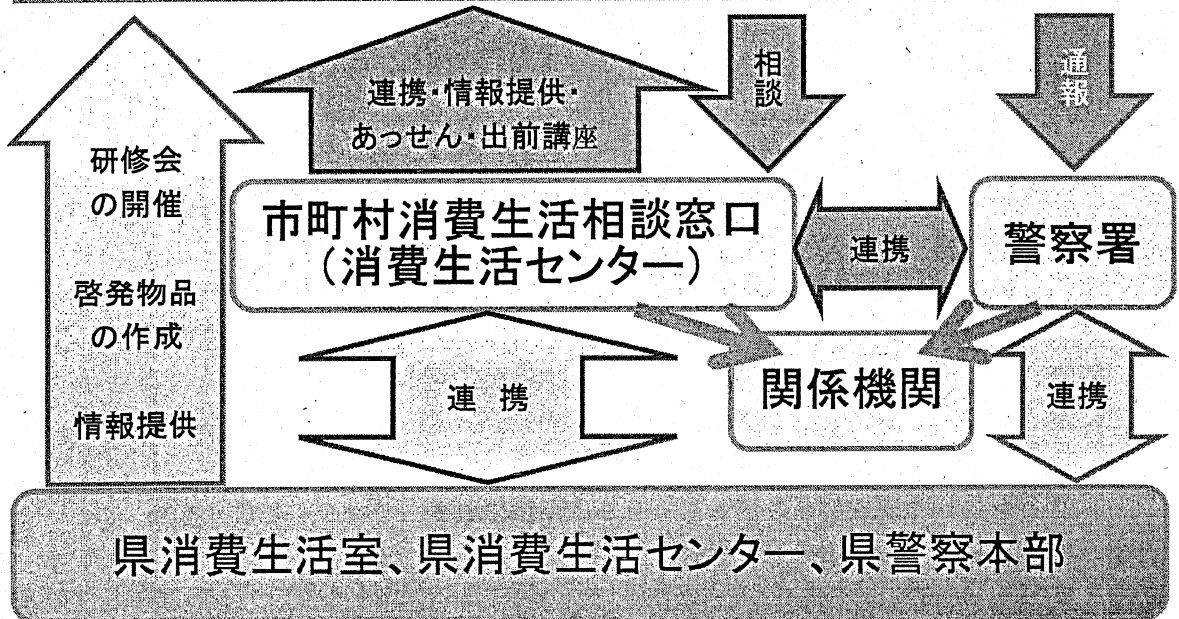 連携・情報提供・
あっせん・出前講座
相談
通報
研修会
の開催
啓発物品
の作成
情報提供
市町村消費生活相談窓口
（消費生活センター）
連携
警察署
連 携
関係機関
連携
県消費生活室、県消費生活センター、県警察本部